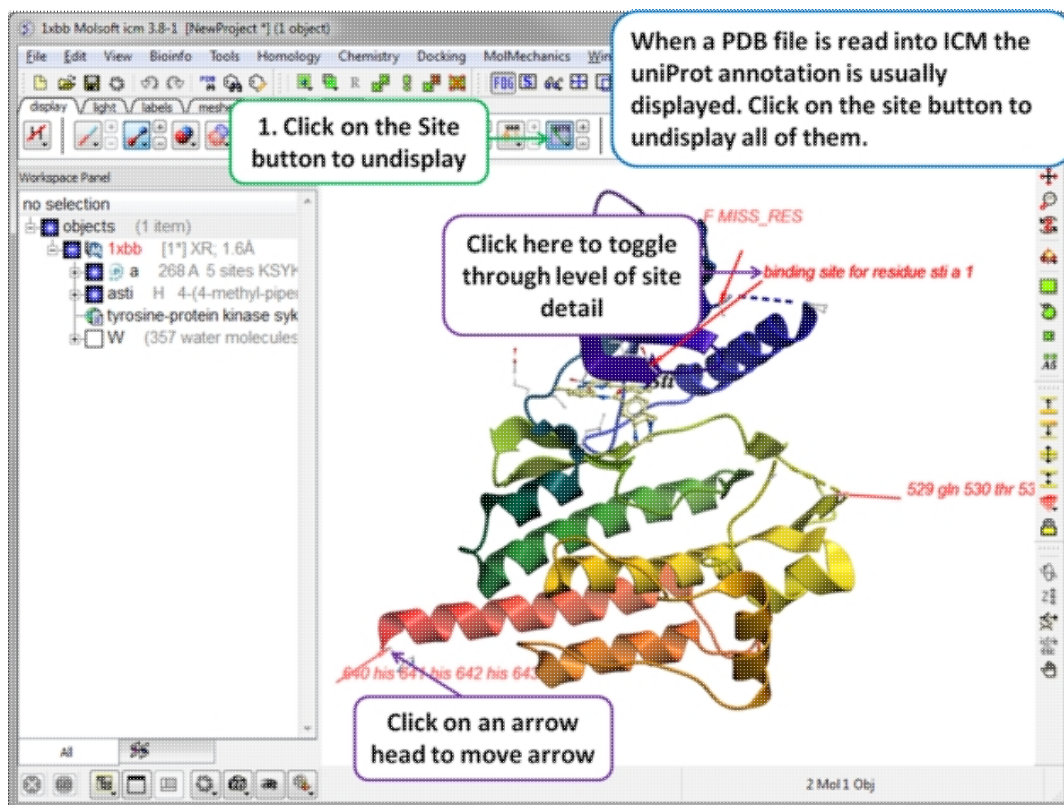 1xbb Molsoft icm 3.8-1 [NewProject *] (1 object)
File Edit View Bioinfo Tools Homology Chemistry Docking MolMechanics
When a PDB file is read into ICM the
uniProt annotation is usually
displayed. Click on the site button to
undisplay all of them.
display light labels
1. Click on the Site
button to undisplay
Workspace Panel
no selection
objects (1 item)
1xbb [1*] XR; 1.6Å
a 268 A 5 sites KSYK
asti H 4-(4-methyl-piper
tyrosine-protein kinase syk
W (357 water molecules
F MISS_RES
Click here to toggle
through level of site
detail
binding site for residue sti a 1
sti
529 gln 530 thr 53
640 his 641 his 642 his 643
Click on an arrow
head to move arrow
All
2 Mol 1 Obj